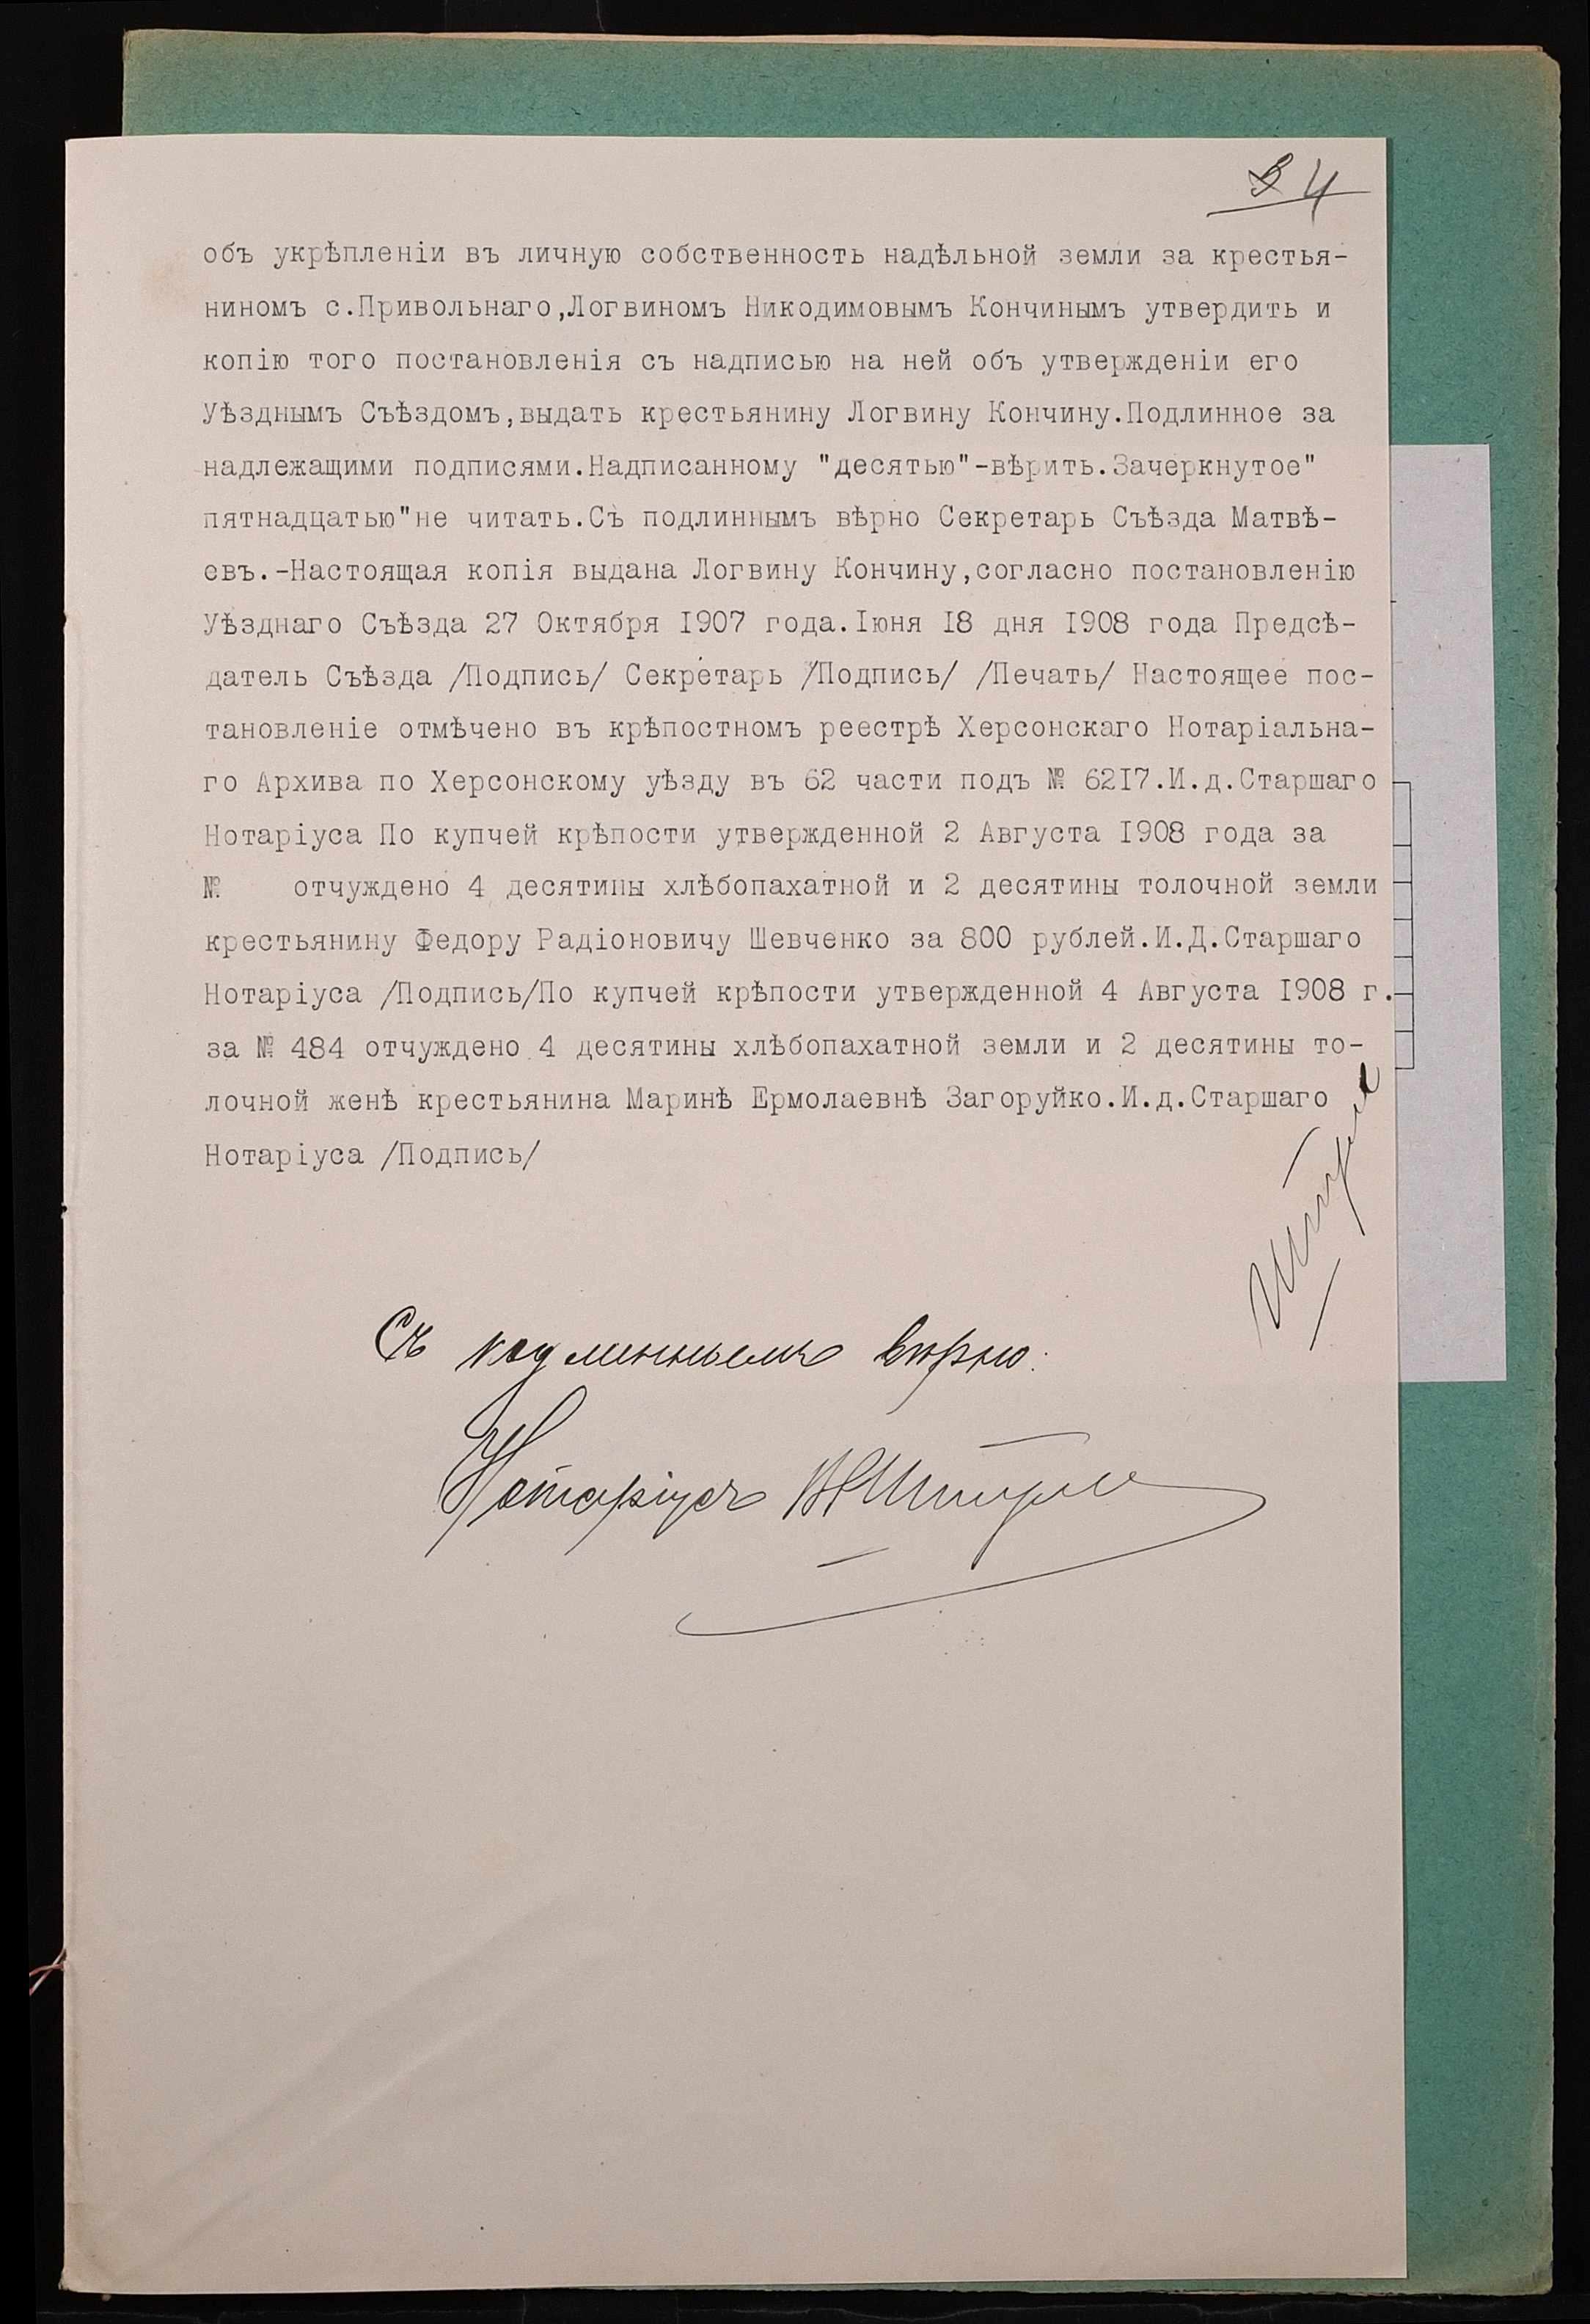 4
объ укрѣпленіи въ личную собственность надѣльной земли за крестья-
ниномъ с.Привольнаго,Логвиномъ Никодимовымъ Кончинымъ утвердить и
копію того постановленія съ надписью на ней объ утвержденіи его
Уѣзднымъ Съѣздомъ,выдать крестьянину Логвину Кончину.Подлинное за
надлежащими подписями.Надписанному "десятью"-вѣрить.Зачеркнутое"
пятнадцатью"не читать.Съ подлиннымъ вѣрно Секретарь Съѣзда Матвѣ-
евъ.-Настоящая копія выдана Логвину Кончину,согласно постановленію
Уѣзднаго Съѣзда 27 Октября I907 года.Іюня I8 дня I908 года Предсѣ-
датель Съѣзда /Подпись/ Секретарь /Подпись/ /Печать/ Настоящее пос-
тановленіе отмѣчено въ крѣпостномъ реестрѣ Херсонскаго Нотаріальна-
го Архива по Херсонскому уѣзду въ 62 части подъ № 62I7.И.д.Старшаго
Нотаріуса По купчей крѣпости утвержденной 2 Августа I908 года за
№ отчуждено 4 десятины хлѣбопахатной и 2 десятины толочной земли
крестьянину Федору Радіоновичу Шевченко за 800 рублей.И.Д.Старшаго
Нотаріуса /Подпись/По купчей крѣпости утвержденной 4 Августа I908 г.
за № 484 отчуждено 4 десятины хлѣбопахатной земли и 2 десятины то-
лочной женѣ крестьянина Маринѣ Ермолаевнѣ Загоруйко.И.д.Старшаго
Нотаріуса /Подпись/
Съ подлиннымъ вѣрно:
Нотаріусъ